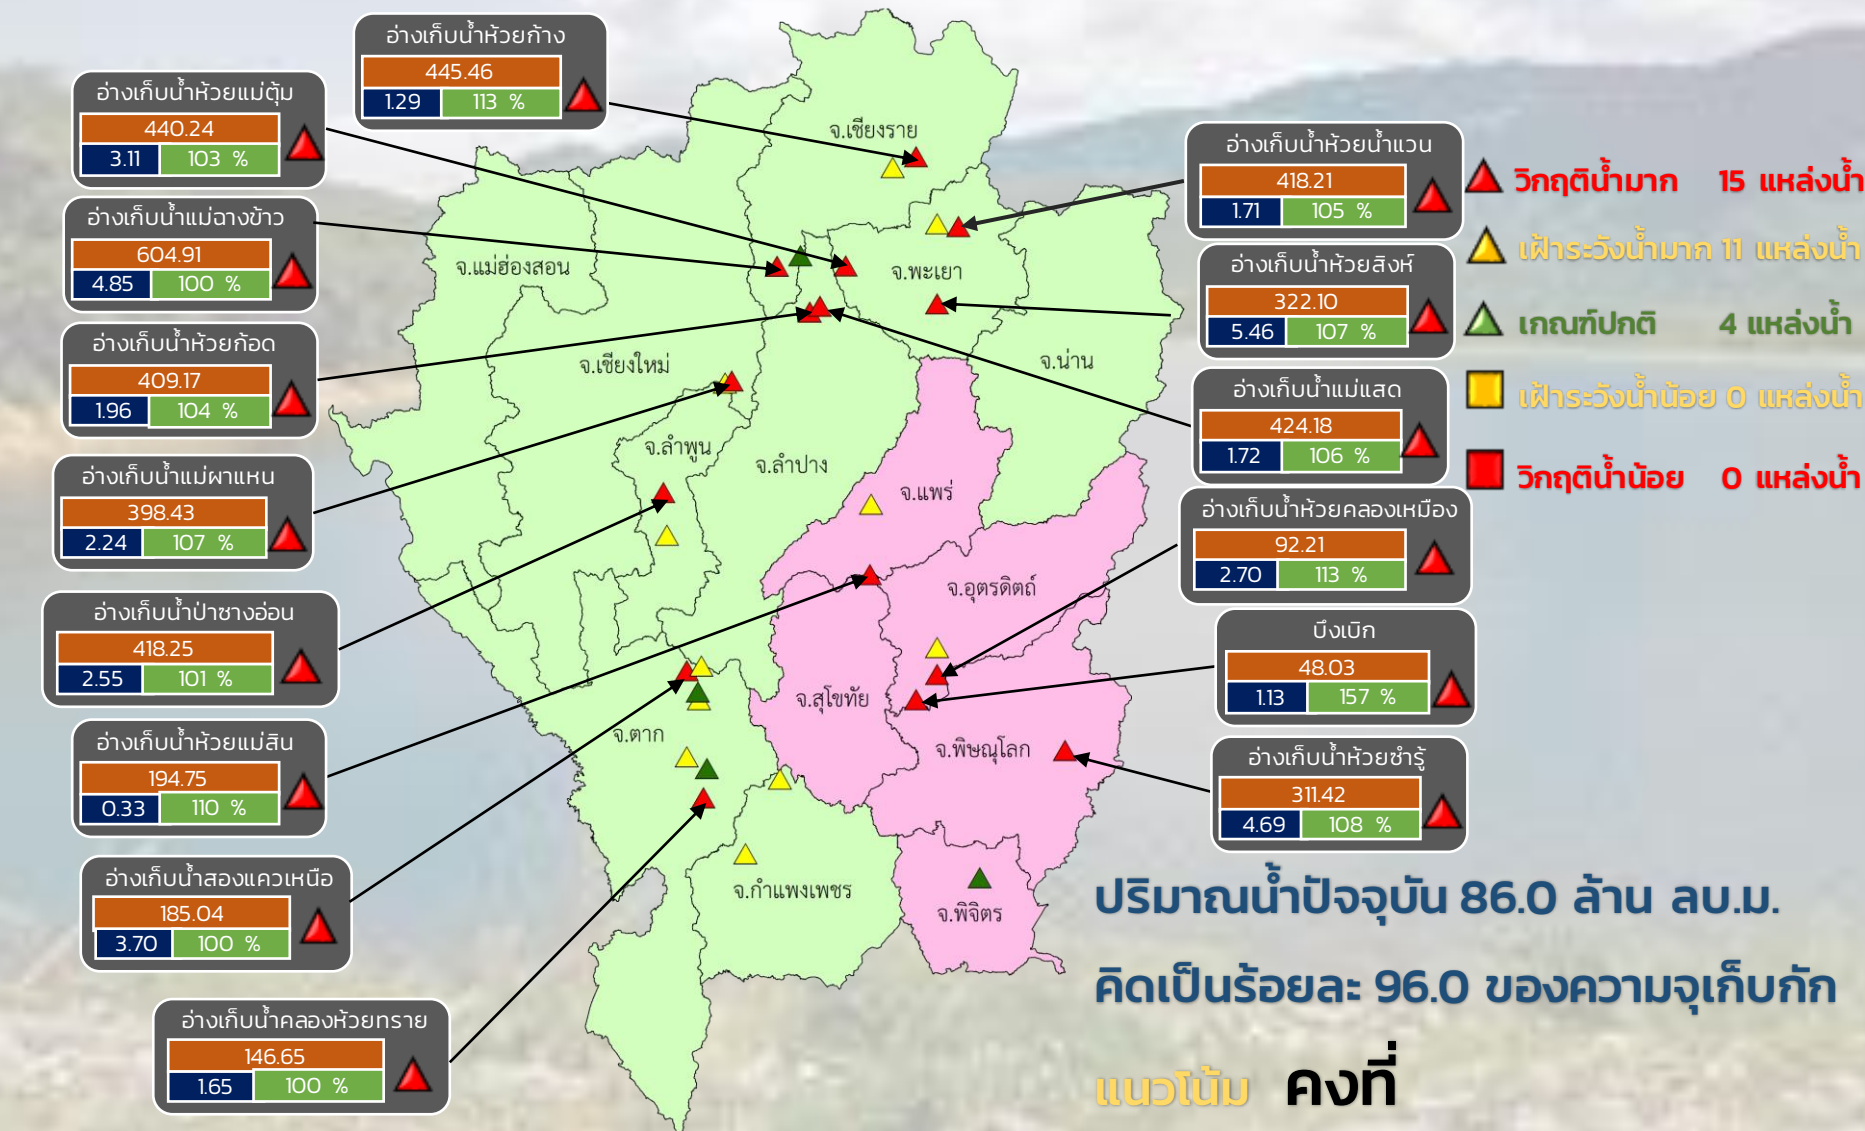 อ่างเก็บน้ำห้วยก้าง
445.46
1.29 113 %
อ่างเก็บน้ำห้วยแม่ตุ้ม
440.24
3.11 103 %
อ่างเก็บน้ำแม่ฉางข้าว
604.91
4.85 100 %
อ่างเก็บน้ำห้วยก้อด
409.17
1.96 104 %
อ่างเก็บน้ำแม่ผาแหน
398.43
2.24 107 %
อ่างเก็บน้ำป่าซางอ่อน
418.25
2.55 101 %
อ่างเก็บน้ำห้วยแม่สิน
194.75
0.33 110 %
อ่างเก็บน้ำสองแควเหนือ
185.04
3.70 100 %
อ่างเก็บน้ำคลองห้วยทราย
146.65
1.65 100 %
จ.เชียงราย
จ.แม่ฮ่องสอน
จ.พะเยา
จ.เชียงใหม่
จ.น่าน
จ.ลำพูน
จ.ลำปาง
จ.แพร่
จ.อุตรดิตถ์
จ.สุโขทัย
จ.ตาก
จ.พิษณุโลก
จ.กำแพงเพชร
จ.พิจิตร
อ่างเก็บน้ำห้วยน้ำแวน
418.21
1.71 105 %
อ่างเก็บน้ำห้วยสิงห์
322.10
5.46 107 %
อ่างเก็บน้ำแม่แสด
424.18
1.72 106 %
อ่างเก็บน้ำห้วยคลองเหมือง
92.21
2.70 113 %
บึงเบิก
48.03
1.13 157 %
อ่างเก็บน้ำห้วยซำรู้
311.42
4.69 108 %
วิกฤติน้ำมาก 15 แหล่งน้ำ
เฝ้าระวังน้ำมาก 11 แหล่งน้ำ
เกณฑ์ปกติ 4 แหล่งน้ำ
เฝ้าระวังน้ำน้อย 0 แหล่งน้ำ
วิกฤติน้ำน้อย 0 แหล่งน้ำ
ปริมาณน้ำปัจจุบัน 86.0 ล้าน ลบ.ม.
คิดเป็นร้อยละ 96.0 ของความจุเก็บกัก
แนวโน้ม คงที่